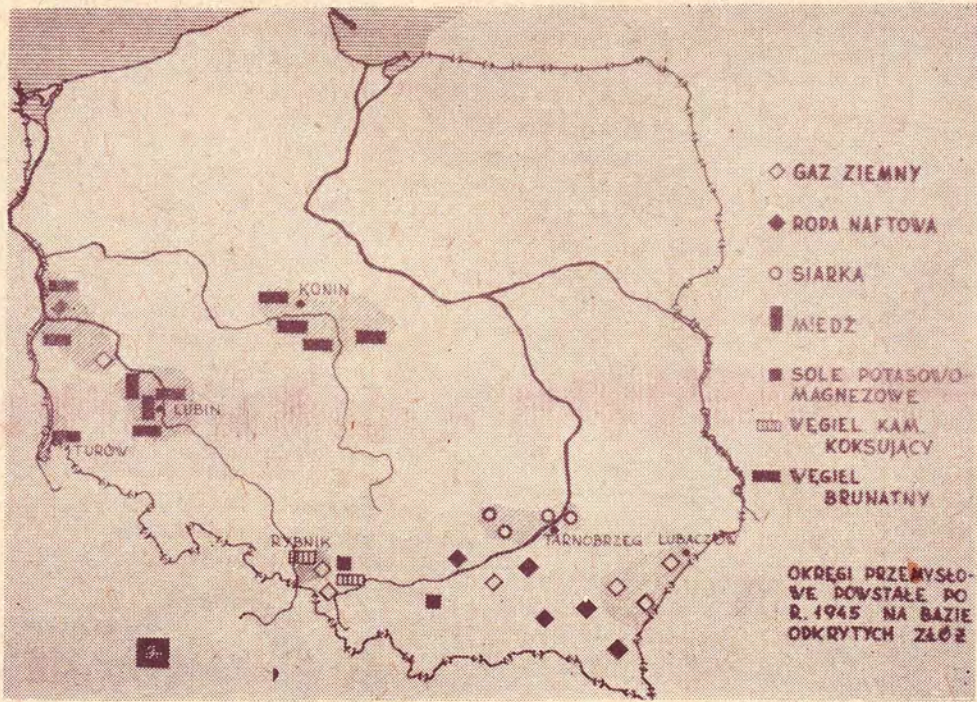 GAZ ZIEMNY
ROPA NAFTOWA
SIARKA
MIEDŹ
SOLE POTASOWO-
MAGNEZOWE
WĘGIEL KAM.
KOKSUJĄCY
WĘGIEL
BRUNATNY
KONIN
LUBIN
TURÓW
RYBNIK
TARNOBRZEG
LUBACZÓW
OKRĘGI PRZEMYSŁO-
WE POWSTAŁE PO
R. 1945 NA BAZIE
ODKRYTYCH ZŁÓŻ